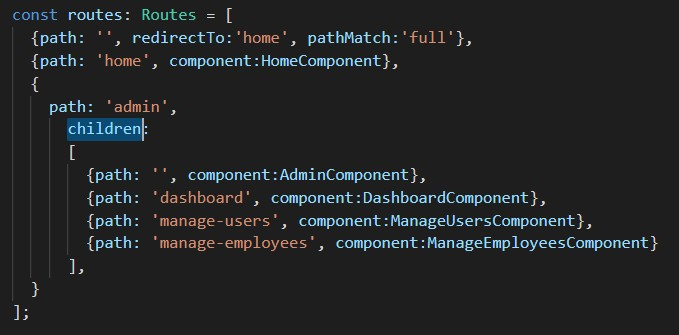 const routes: Routes = [
{path: '', redirectTo:'home', pathMatch:'full'},
{path: 'home', component:HomeComponent},
{
path: 'admin',
children:
[
{path: '', component:AdminComponent},
{path: 'dashboard', component:DashboardComponent},
{path: 'manage-users', component:ManageUsersComponent},
{path: 'manage-employees', component:ManageEmployeesComponent}
],
}
];